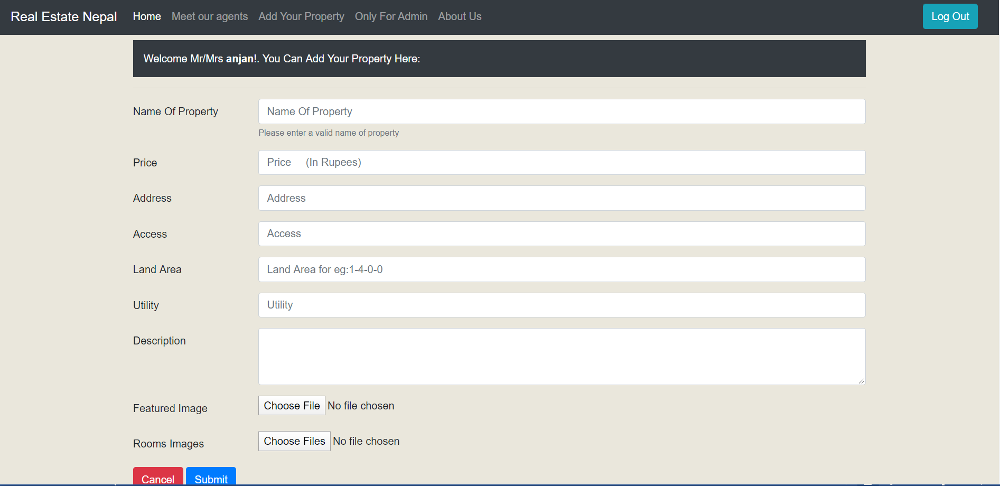 Real Estate Nepal Home Meet our agents Add Your Property Only For Admin About Us Log Out
Welcome Mr/Mrs anjan!. You Can Add Your Property Here:
Name Of Property Name Of Property
Please enter a valid name of property
Price Price (In Rupees)
Address Address
Access Access
Land Area Land Area for eg:1-4-0-0
Utility Utility
Description
Featured Image Choose File No file chosen
Rooms Images Choose Files No file chosen
Cancel Submit